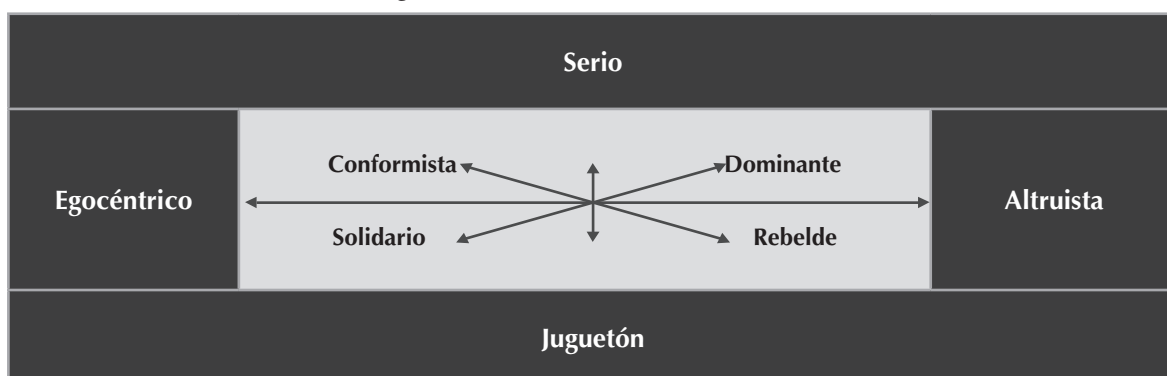 Serio
Conformista Dominante
Egocéntrico Altruista
Solidario Rebelde
Juguetón